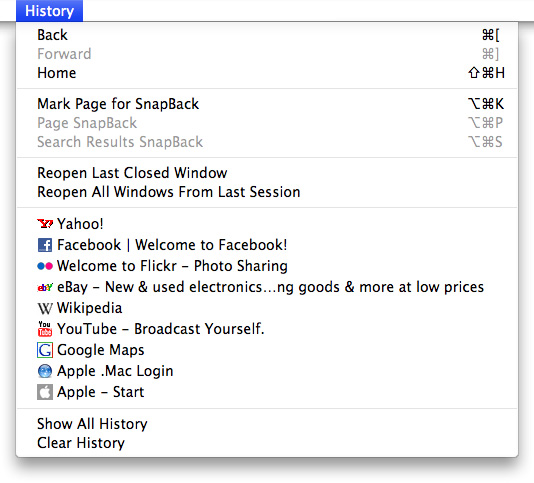 History
Back ⌘[
Forward ⌘]
Home ⇧⌘H
Mark Page for SnapBack ⌥⌘K
Page SnapBack ⌥⌘P
Search Results SnapBack ⌥⌘S
Reopen Last Closed Window
Reopen All Windows From Last Session
Y! Yahoo!
f Facebook | Welcome to Facebook!
Welcome to Flickr – Photo Sharing
ebY eBay – New & used electronics…ng goods & more at low prices
W Wikipedia
You Tube YouTube – Broadcast Yourself.
G Google Maps
Apple .Mac Login
Apple – Start
Show All History
Clear History